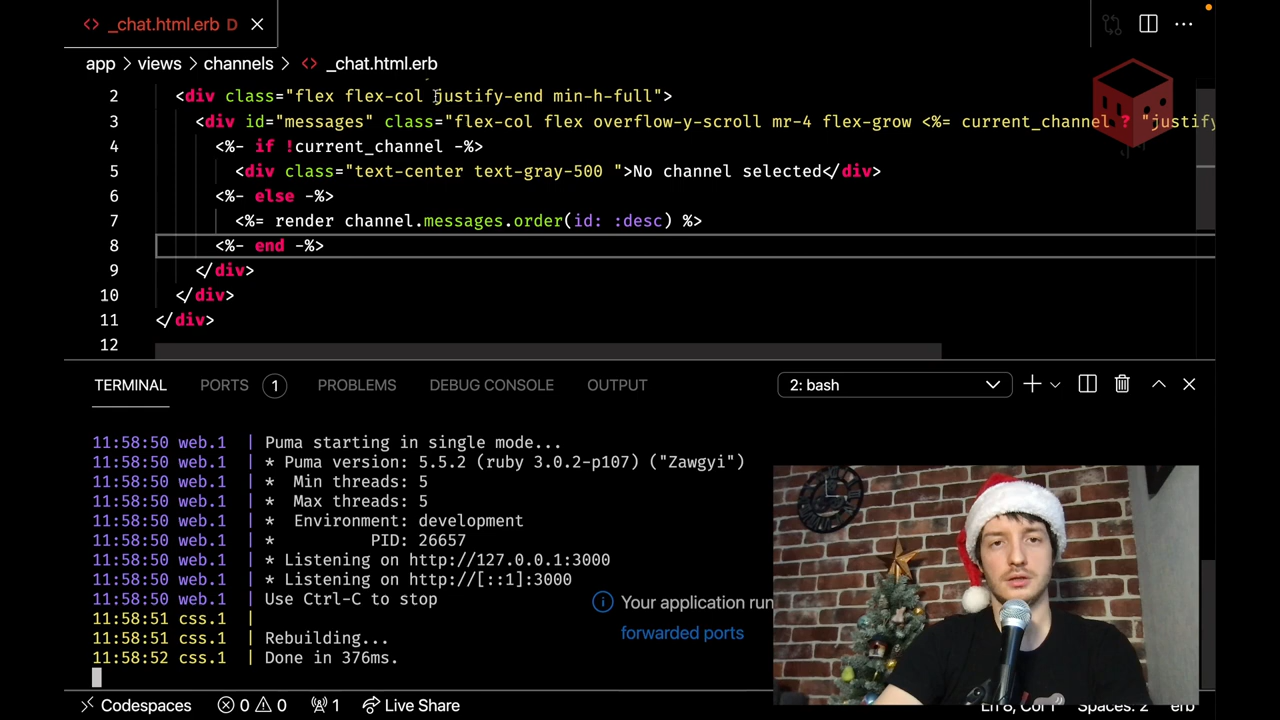 _chat.html.erb D
app > views > channels > <> _chat.html.erb
2 <div class="flex flex-col justify-end min-h-full">
3 <div id="messages" class="flex-col flex overflow-y-scroll mr-4 flex-grow <%= current_channel ? "justify
4 <%- if !current_channel -%>
5 <div class="text-center text-gray-500 ">No channel selected</div>
6 <%- else -%>
7 <%= render channel.messages.order(id: :desc) %>
8 <%- end -%>
9 </div>
10 </div>
11 </div>
12
TERMINAL PORTS 1 PROBLEMS DEBUG CONSOLE OUTPUT 2: bash
11:58:50 web.1 | Puma starting in single mode...
11:58:50 web.1 | * Puma version: 5.5.2 (ruby 3.0.2-p107) ("Zawgyi")
11:58:50 web.1 | * Min threads: 5
11:58:50 web.1 | * Max threads: 5
11:58:50 web.1 | * Environment: development
11:58:50 web.1 | * PID: 26657
11:58:50 web.1 | * Listening on http://127.0.0.1:3000
11:58:50 web.1 | * Listening on http://[::1]:3000
11:58:50 web.1 | Use Ctrl-C to stop
11:58:51 css.1 |
11:58:51 css.1 | Rebuilding...
11:58:52 css.1 | Done in 376ms.
Your application run
forwarded ports
Codespaces 0 0 1 Live Share Ln 8, Col 1 Spaces: 2 erb